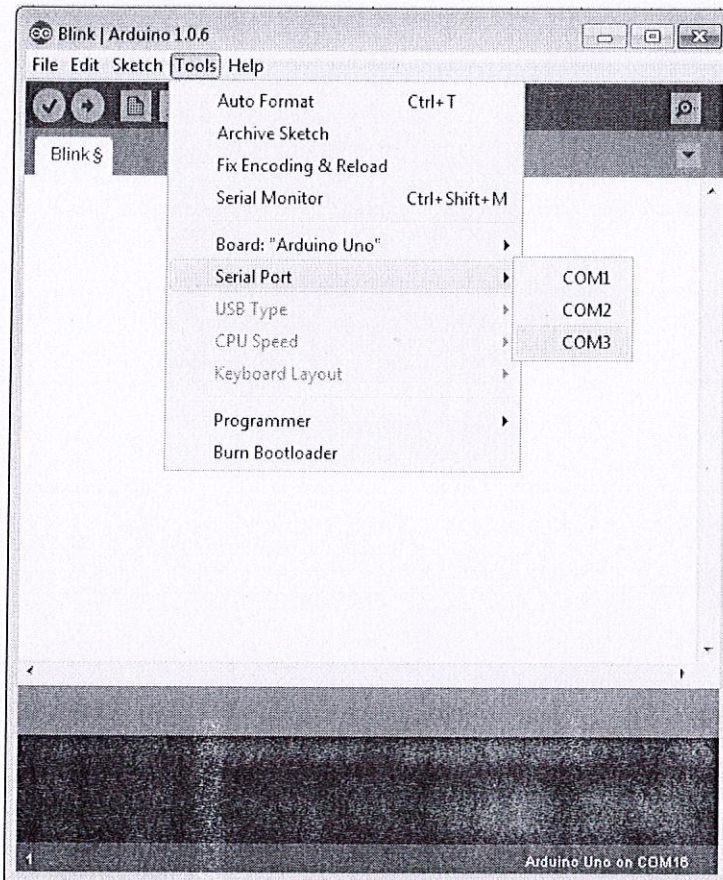 Blink | Arduino 1.0.6
File Edit Sketch Tools Help
Blink §
Auto Format Ctrl+T
Archive Sketch
Fix Encoding & Reload
Serial Monitor Ctrl+Shift+M
Board: "Arduino Uno"
Serial Port
USB Type
CPU Speed
Keyboard Layout
Programmer
Burn Bootloader
COM1
COM2
COM3
1 Arduino Uno on COM16